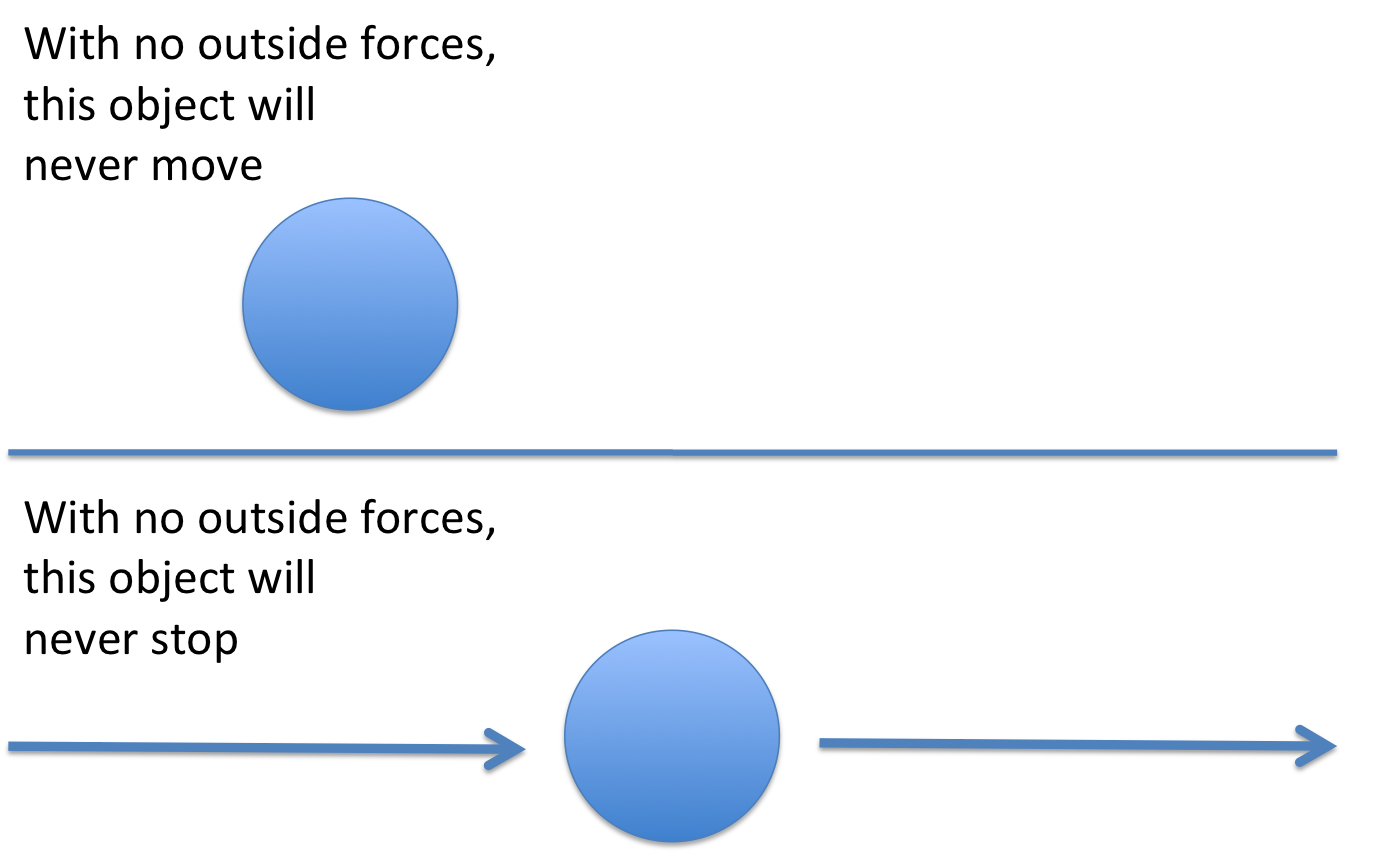 With no outside forces,
this object will
never move
With no outside forces,
this object will
never stop